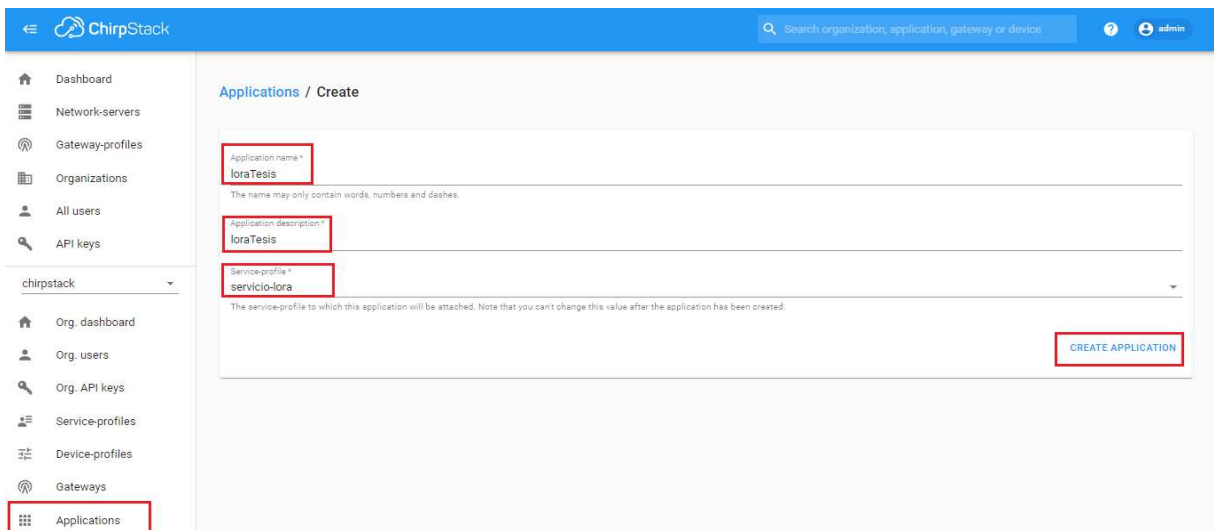 ChirpStack
Search organization, application, gateway or device
? admin
Dashboard
Network-servers
Gateway-profiles
Organizations
All users
API keys
chirpstack
Org. dashboard
Org. users
Org. API keys
Service-profiles
Device-profiles
Gateways
Applications
Applications / Create
Application name *
loraTesis
The name may only contain words, numbers and dashes.
Application description *
loraTesis
Service-profile *
servicio-lora
The service-profile to which this application will be attached. Note that you can't change this value after the application has been created.
CREATE APPLICATION